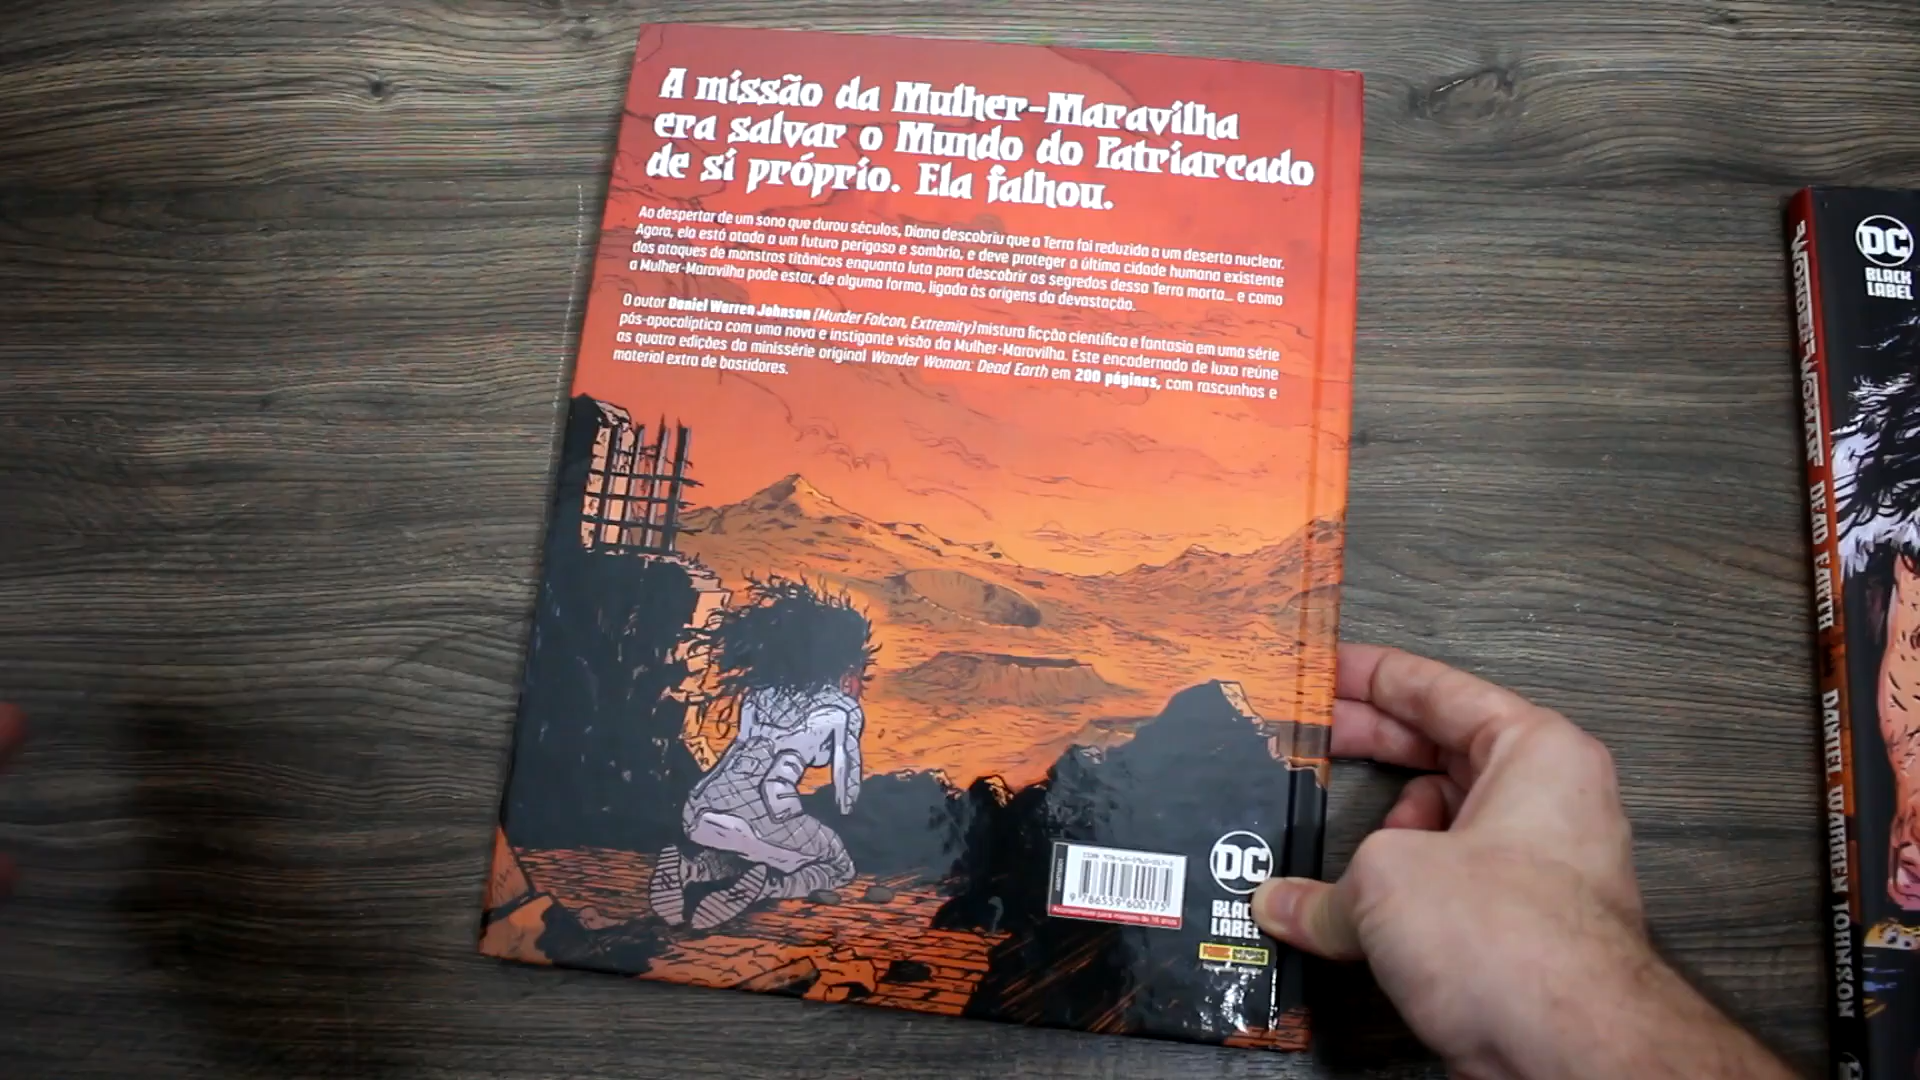 A missão da Mulher-Maravilha
era salvar o Mundo do Patriarcado
de si próprio. Ela falhou.
Ao despertar de um sono que durou séculos, Diana descobriu que a Terra foi reduzida a um deserto nuclear.
Agora, ela está atada a um futuro perigoso e sombrio, e deve proteger a última cidade humana existente
dos ataques de monstros titânicos enquanto luta para descobrir os segredos dessa Terra morta... e como
a Mulher-Maravilha pode estar, de alguma forma, ligada às origens da devastação.
O autor Daniel Warren Johnson (Murder Falcon, Extremity) mistura ficção científica e fantasia em uma série
pós-apocalíptica com uma nova e instigante visão da Mulher-Maravilha. Este encadernado de luxo reúne
as quatro edições da minissérie original Wonder Woman: Dead Earth em 200 páginas, com rascunhos e
material extra de bastidores.
9 786559 600175
DC
BLACK
LABEL
DC
BLACK
LABEL
WONDER WOMAN DEAD EARTH DANIEL WARREN JOHNSON